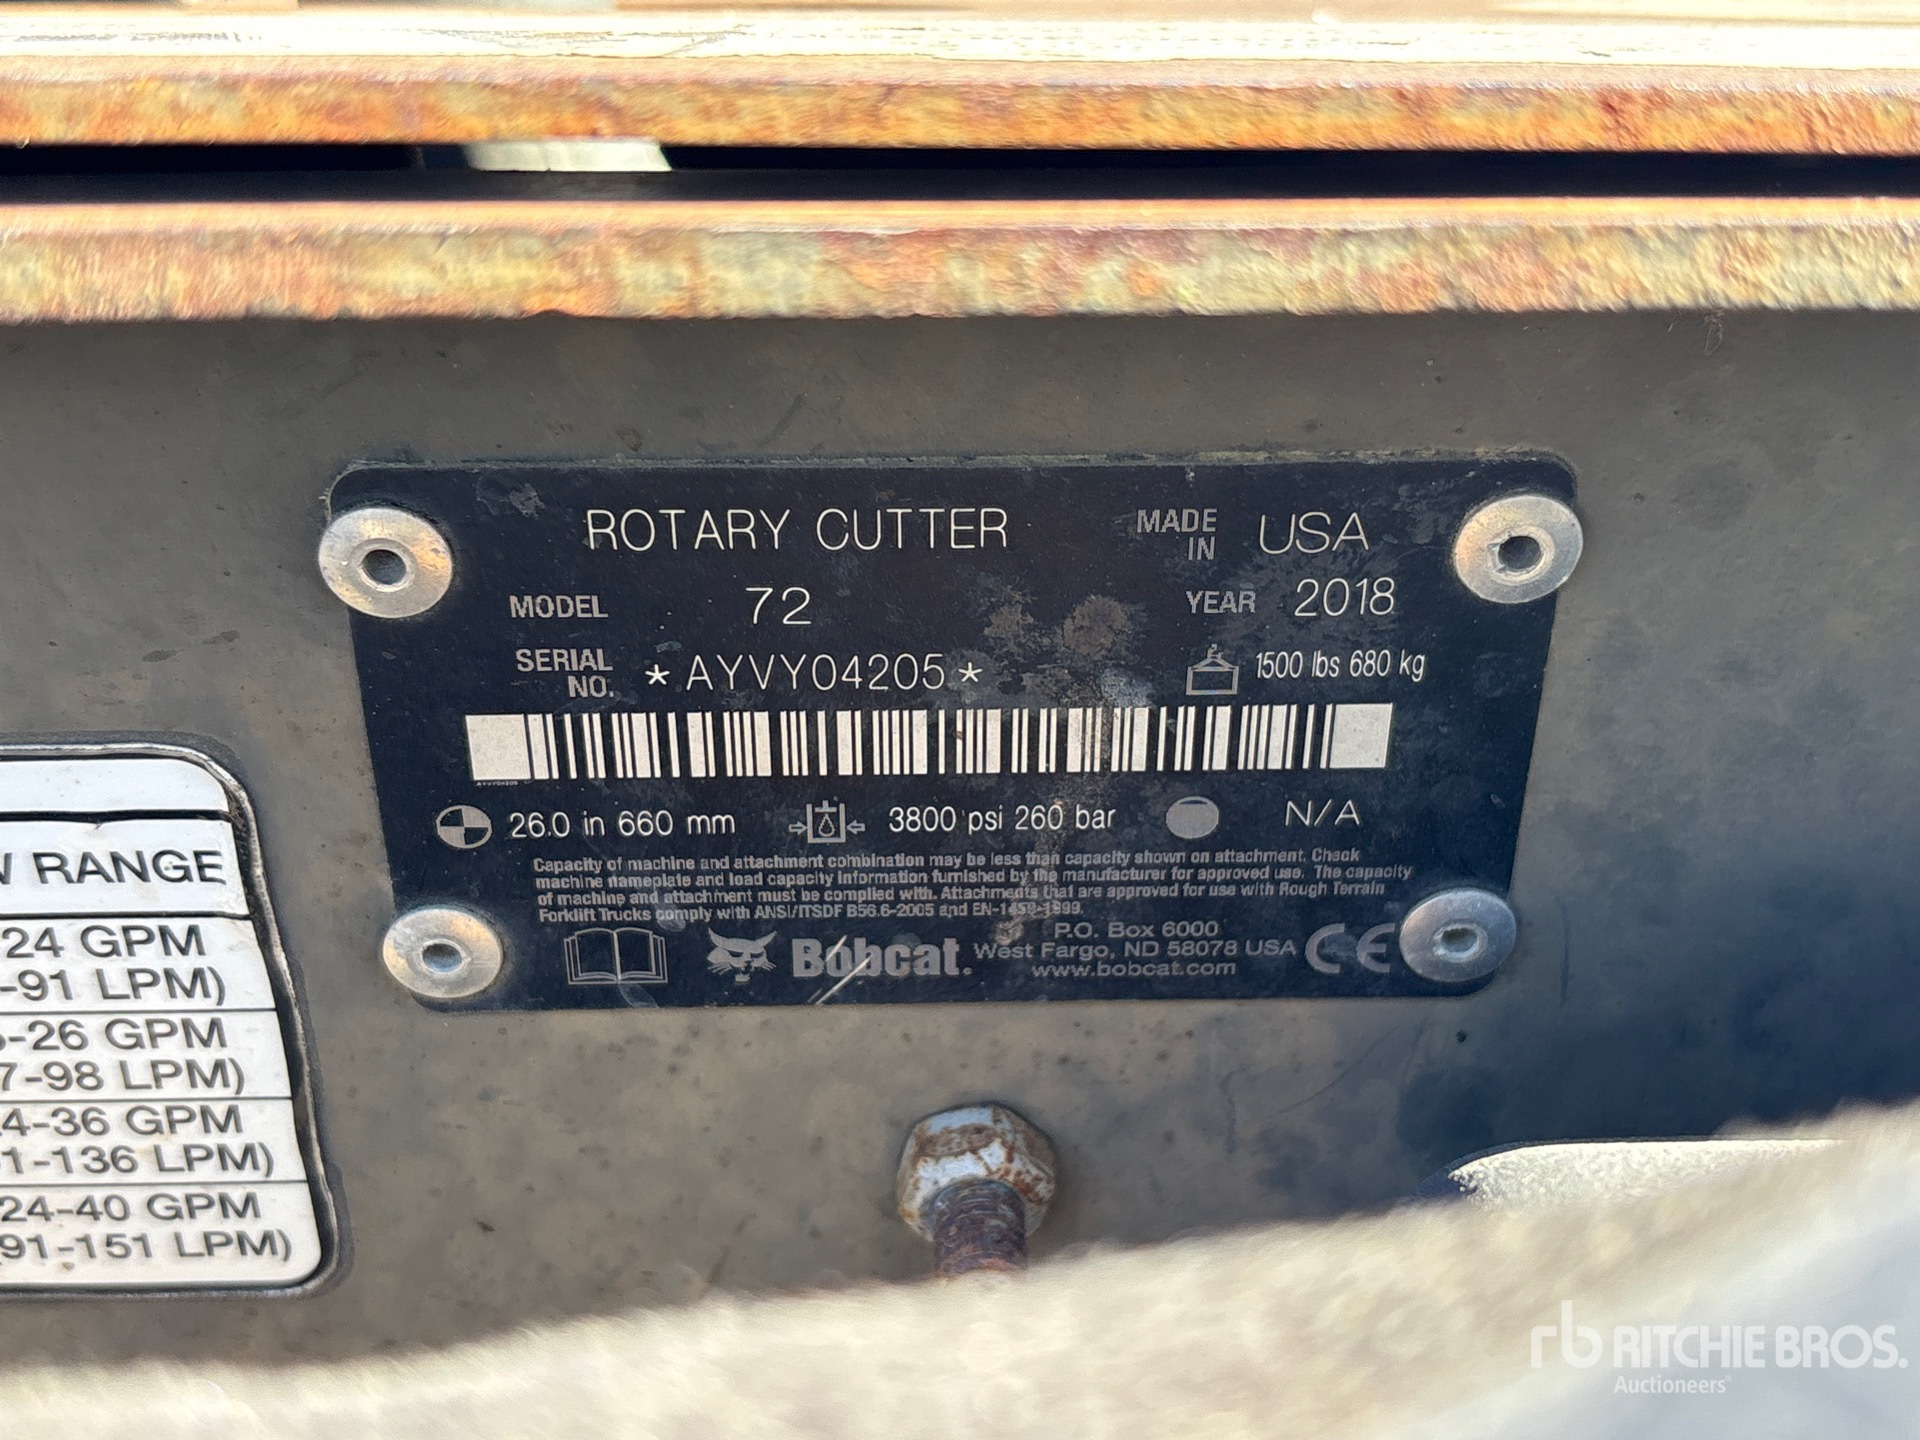 ROTARY CUTTER MADE IN USA
MODEL 72 YEAR 2018
SERIAL NO. *AYVY04205* 1500 lbs 680 kg
AYVY04205
26.0 in 660 mm 3800 psi 260 bar N/A
Capacity of machine and attachment combination may be less than capacity shown on attachment. Check
machine nameplate and load capacity information furnished by the manufacturer for approved use. The capacity
of machine and attachment must be complied with. Attachments that are approved for use with Rough Terrain
Forklift Trucks comply with ANSI/ITSDF B56.6-2005 and EN-1459-1999.
Bobcat. P.O. Box 6000
West Fargo, ND 58078 USA
www.bobcat.com
CE
RANGE
-24 GPM
-91 LPM)
-26 GPM
7-98 LPM)
4-36 GPM
1-136 LPM)
24-40 GPM
91-151 LPM)
rb RITCHIE BROS.
Auctioneers